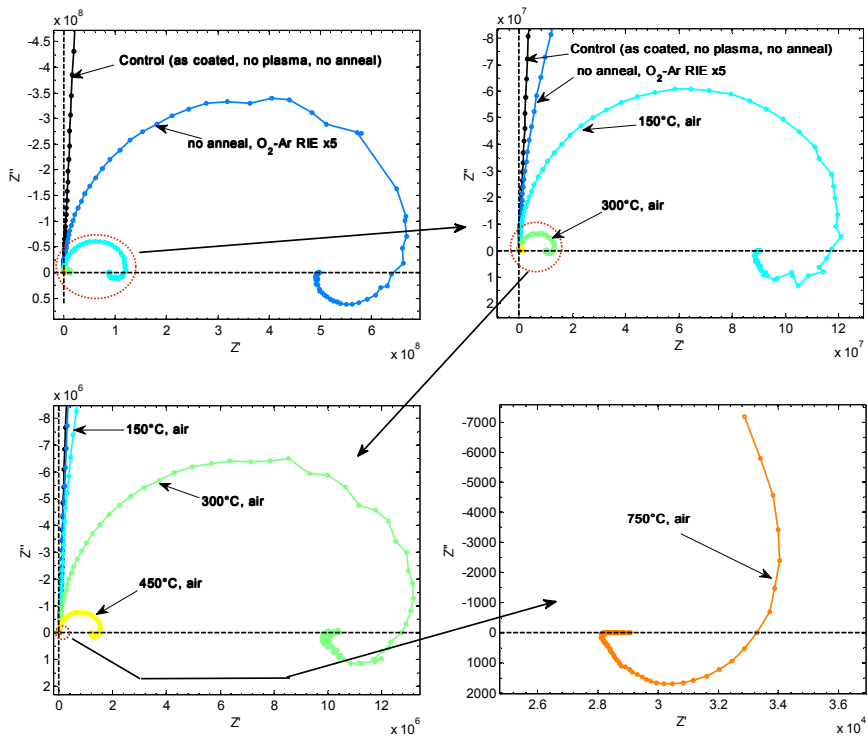 x 10^8
-4.5
-4
-3.5
-3
-2.5
-2
-1.5
-1
-0.5
0
0.5
Z''
Control (as coated, no plasma, no anneal)
no anneal, O2-Ar RIE x5
0 1 2 3 4 5 6
Z'
x 10^8
x 10^7
-8
-7
-6
-5
-4
-3
-2
-1
0
1
2
Z''
Control (as coated, no plasma, no anneal)
no anneal, O2-Ar RIE x5
150°C, air
300°C, air
0 2 4 6 8 10 12
Z'
x 10^7
x 10^6
-8
-7
-6
-5
-4
-3
-2
-1
0
1
2
Z''
150°C, air
300°C, air
450°C, air
0 2 4 6 8 10 12
Z'
x 10^6
-7000
-6000
-5000
-4000
-3000
-2000
-1000
0
1000
2000
Z''
750°C, air
2.6 2.8 3 3.2 3.4 3.6
Z'
x 10^4